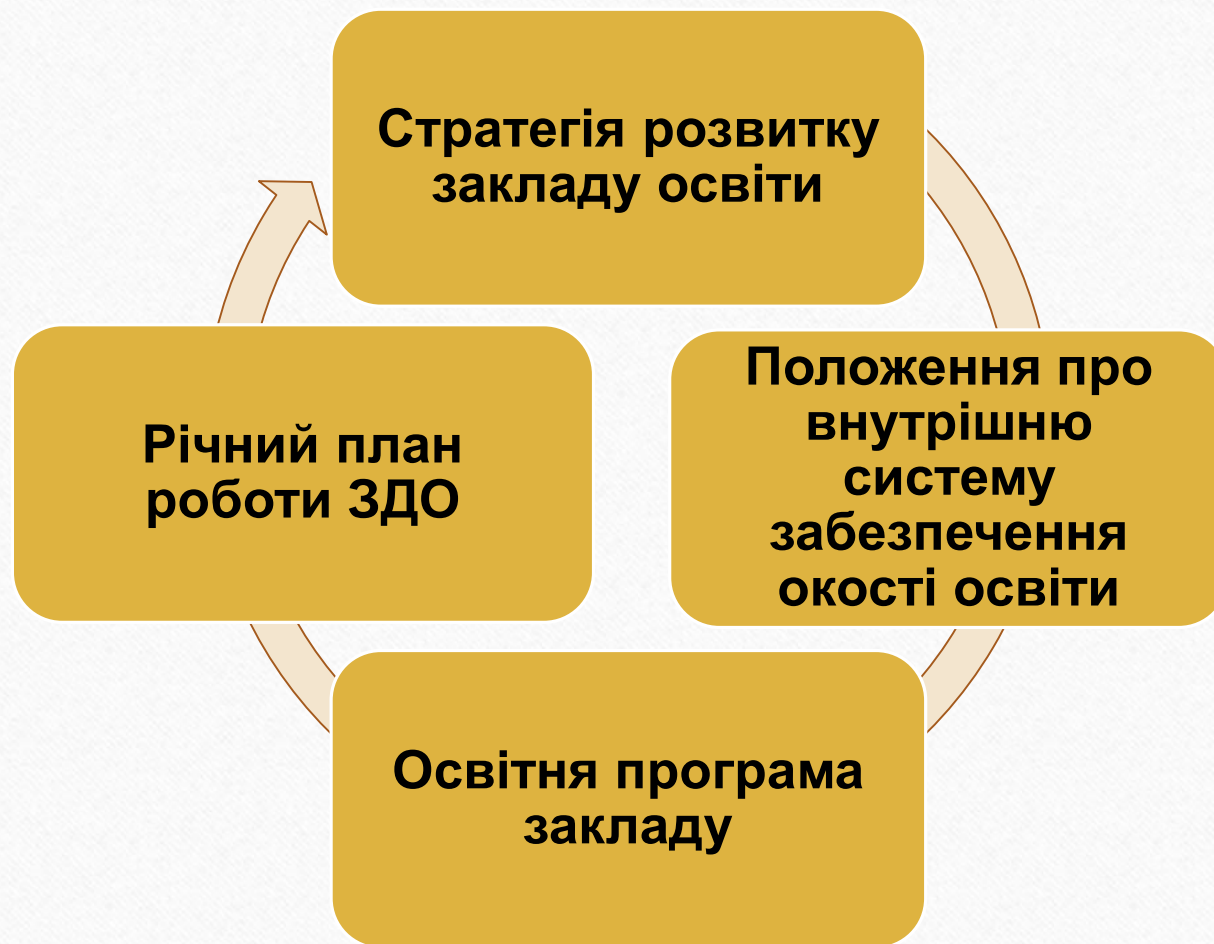 Стратегія розвитку
закладу освіти
Положення про
внутрішню
систему
забезпечення
окості освіти
Освітня програма
закладу
Річний план
роботи ЗДО